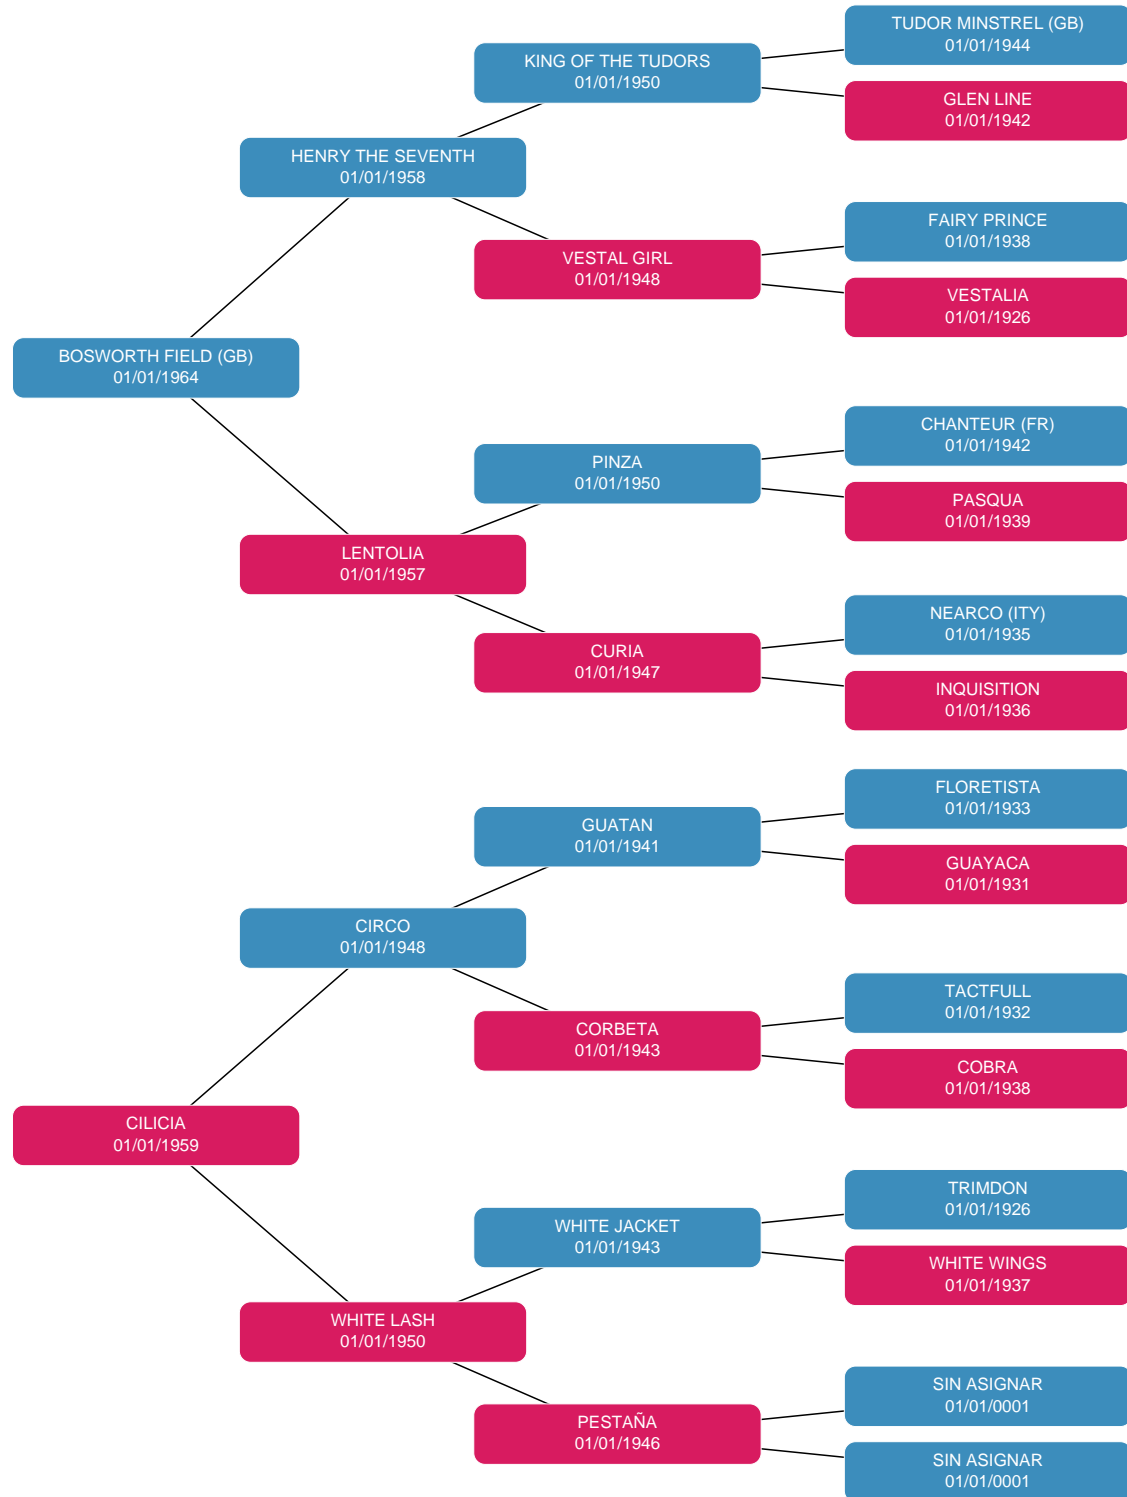 TUDOR MINSTREL (GB)
01/01/1944
KING OF THE TUDORS
01/01/1950
GLEN LINE
01/01/1942
HENRY THE SEVENTH
01/01/1958
FAIRY PRINCE
01/01/1938
VESTAL GIRL
01/01/1948
VESTALIA
01/01/1926
BOSWORTH FIELD (GB)
01/01/1964
CHANTEUR (FR)
01/01/1942
PINZA
01/01/1950
PASQUA
01/01/1939
LENTOLIA
01/01/1957
NEARCO (ITY)
01/01/1935
CURIA
01/01/1947
INQUISITION
01/01/1936
FLORETISTA
01/01/1933
GUATAN
01/01/1941
GUAYACA
01/01/1931
CIRCO
01/01/1948
TACTFULL
01/01/1932
CORBETA
01/01/1943
COBRA
01/01/1938
CILICIA
01/01/1959
TRIMDON
01/01/1926
WHITE JACKET
01/01/1943
WHITE WINGS
01/01/1937
WHITE LASH
01/01/1950
SIN ASIGNAR
01/01/0001
PESTAÑA
01/01/1946
SIN ASIGNAR
01/01/0001